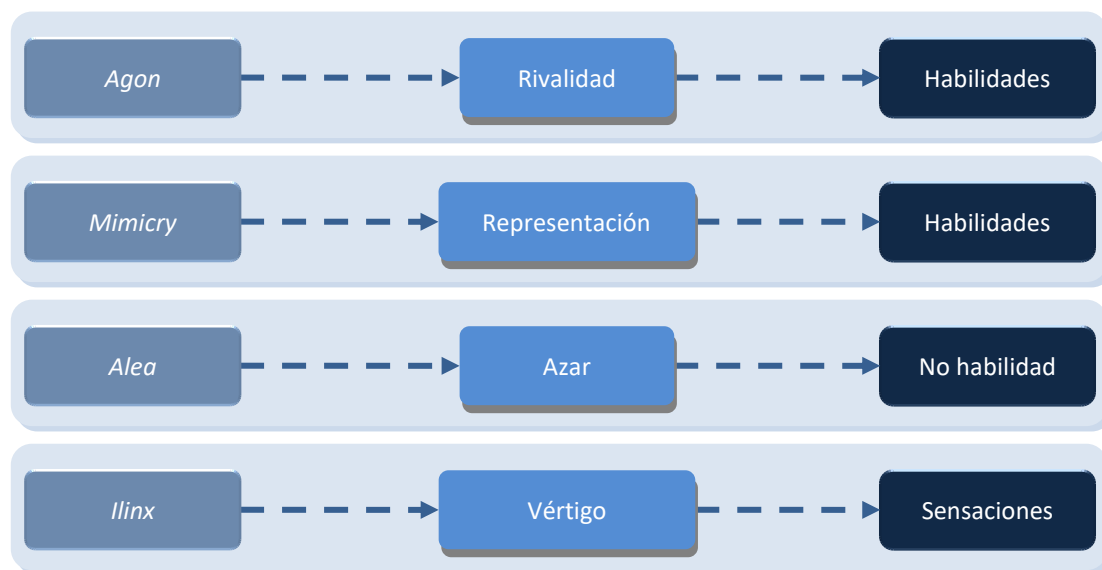 Agon
Rivalidad
Habilidades
Mimicry
Representación
Habilidades
Alea
Azar
No habilidad
Ilinx
Vértigo
Sensaciones